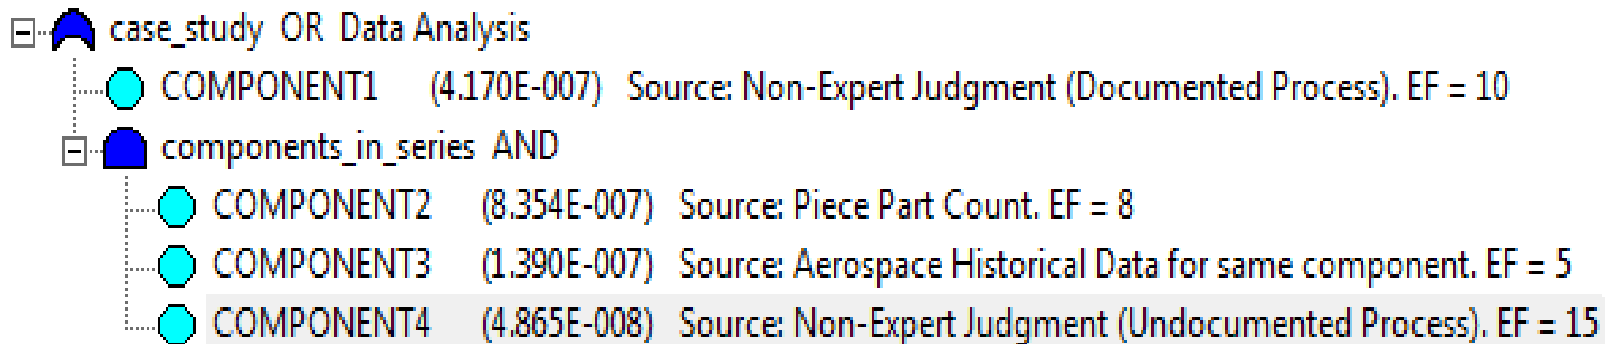 case_study OR Data Analysis
COMPONENT1 (4.170E-007) Source: Non-Expert Judgment (Documented Process). EF = 10
components_in_series AND
COMPONENT2 (8.354E-007) Source: Piece Part Count. EF = 8
COMPONENT3 (1.390E-007) Source: Aerospace Historical Data for same component. EF = 5
COMPONENT4 (4.865E-008) Source: Non-Expert Judgment (Undocumented Process). EF = 15